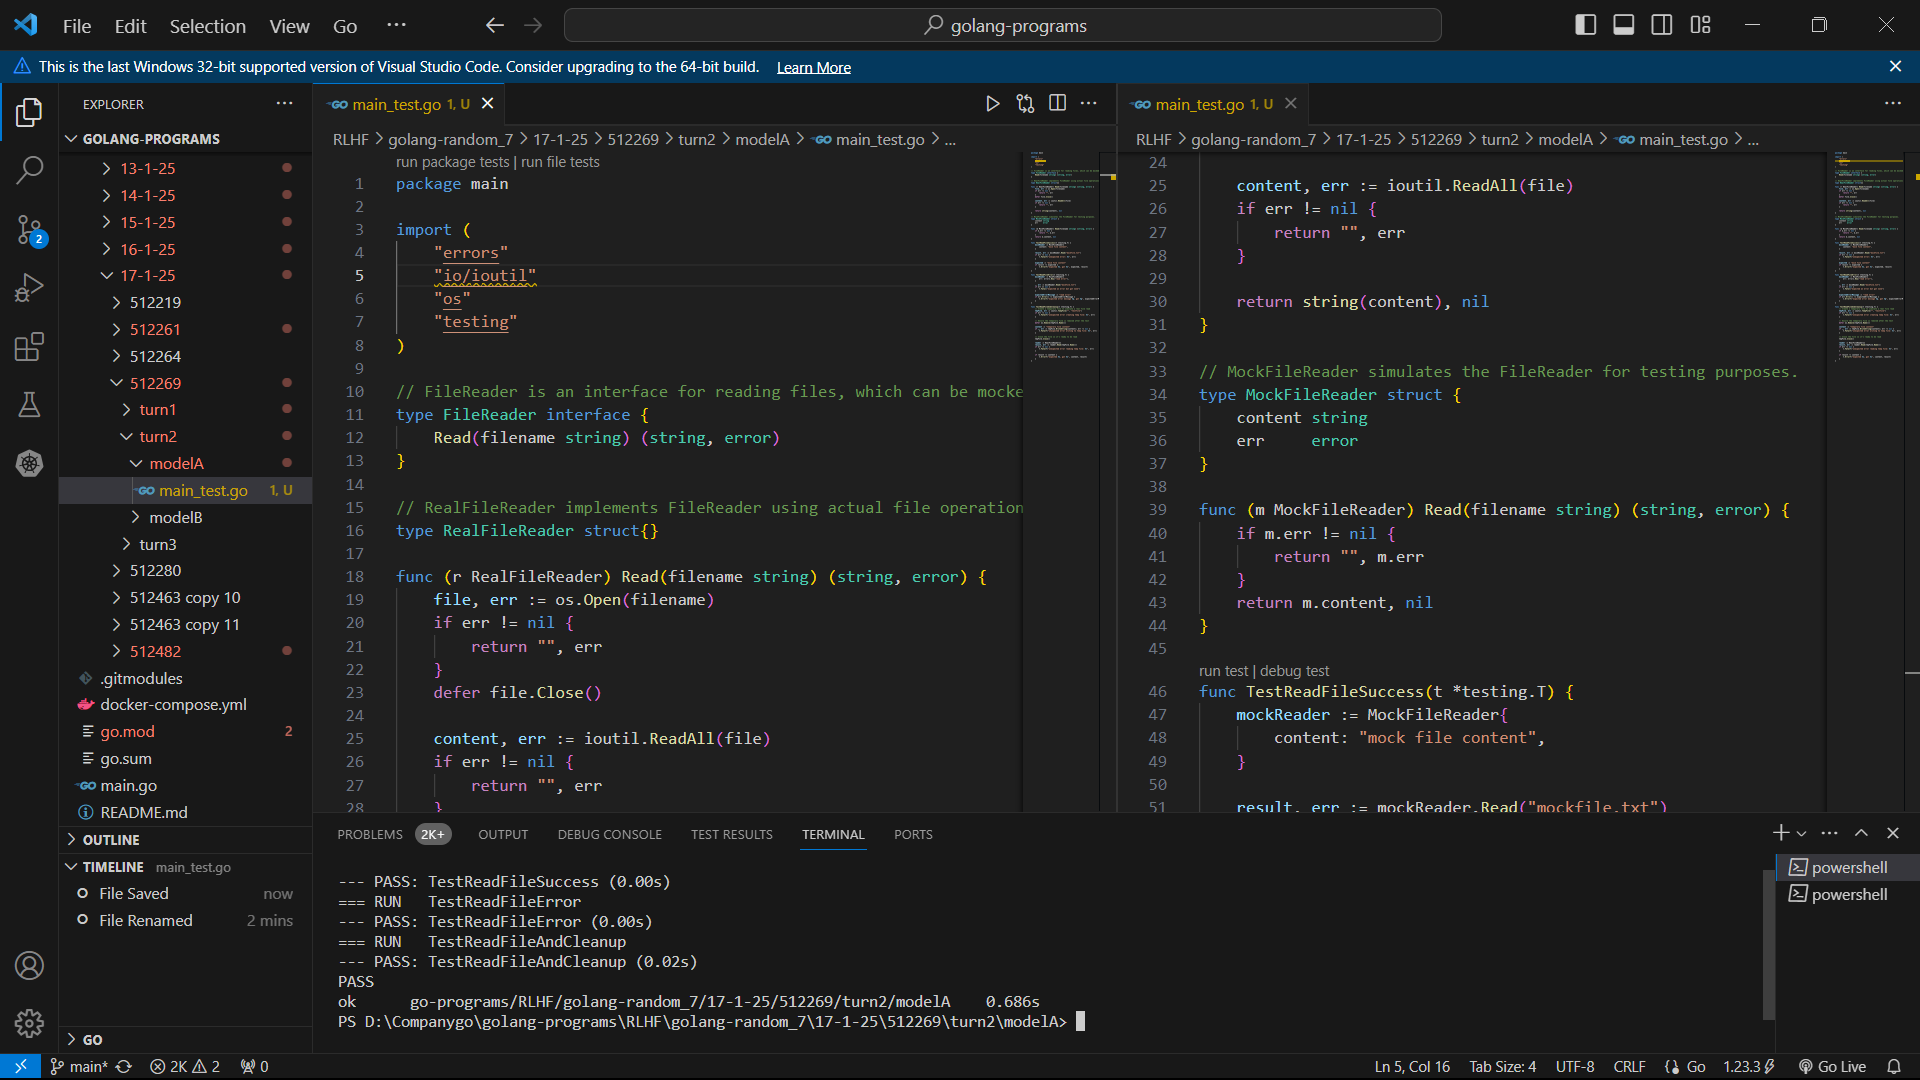 File Edit Selection View Go ···
golang-programs
This is the last Windows 32-bit supported version of Visual Studio Code. Consider upgrading to the 64-bit build. Learn More
EXPLORER
GOLANG-PROGRAMS
13-1-25
14-1-25
15-1-25
16-1-25
17-1-25
512219
512261
512264
512269
turn1
turn2
modelA
main_test.go 1, U
modelB
turn3
512280
512463 copy 10
512463 copy 11
512482
.gitmodules
docker-compose.yml
go.mod 2
go.sum
main.go
README.md
OUTLINE
TIMELINE main_test.go
File Saved now
File Renamed 2 mins
GO
2
main_test.go 1, U
RLHF > golang-random_7 > 17-1-25 > 512269 > turn2 > modelA > main_test.go > ...
run package tests | run file tests
1 package main
2
3 import (
4 "errors"
5 "io/ioutil"
6 "os"
7 "testing"
8 )
9
10 // FileReader is an interface for reading files, which can be mocke
11 type FileReader interface {
12 Read(filename string) (string, error)
13 }
14
15 // RealFileReader implements FileReader using actual file operation
16 type RealFileReader struct{}
17
18 func (r RealFileReader) Read(filename string) (string, error) {
19 file, err := os.Open(filename)
20 if err != nil {
21 return "", err
22 }
23 defer file.Close()
24
25 content, err := ioutil.ReadAll(file)
26 if err != nil {
27 return "", err
28 }
main_test.go 1, U
RLHF > golang-random_7 > 17-1-25 > 512269 > turn2 > modelA > main_test.go > ...
24
25 content, err := ioutil.ReadAll(file)
26 if err != nil {
27 return "", err
28 }
29
30 return string(content), nil
31 }
32
33 // MockFileReader simulates the FileReader for testing purposes.
34 type MockFileReader struct {
35 content string
36 err error
37 }
38
39 func (m MockFileReader) Read(filename string) (string, error) {
40 if m.err != nil {
41 return "", m.err
42 }
43 return m.content, nil
44 }
45
run test | debug test
46 func TestReadFileSuccess(t *testing.T) {
47 mockReader := MockFileReader{
48 content: "mock file content",
49 }
50
51 result, err := mockReader.Read("mockfile.txt")
PROBLEMS 2K+ OUTPUT DEBUG CONSOLE TEST RESULTS TERMINAL PORTS
--- PASS: TestReadFileSuccess (0.00s)
=== RUN TestReadFileError
--- PASS: TestReadFileError (0.00s)
=== RUN TestReadFileAndCleanup
--- PASS: TestReadFileAndCleanup (0.02s)
PASS
ok go-programs/RLHF/golang-random_7/17-1-25/512269/turn2/modelA 0.686s
PS D:\Companygo\golang-programs\RLHF\golang-random_7\17-1-25\512269\turn2\modelA>
powershell
powershell
main* 2K 2 0 Ln 5, Col 16 Tab Size: 4 UTF-8 CRLF Go 1.23.3 Go Live